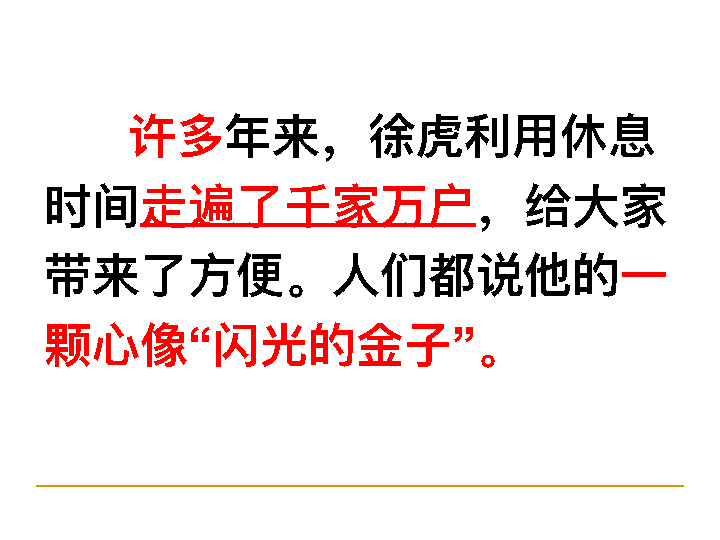 许多年来，徐虎利用休息
时间走遍了千家万户，给大家
带来了方便。人们都说他的一
颗心像“闪光的金子”。